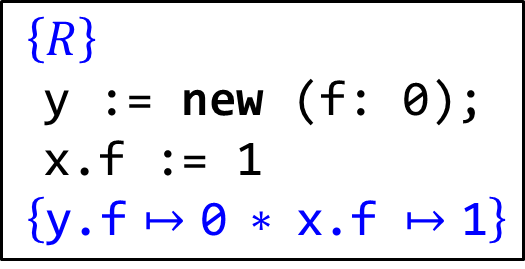 {R}
y := new (f: 0);
x.f := 1
{y.f ↦ 0 * x.f ↦ 1}